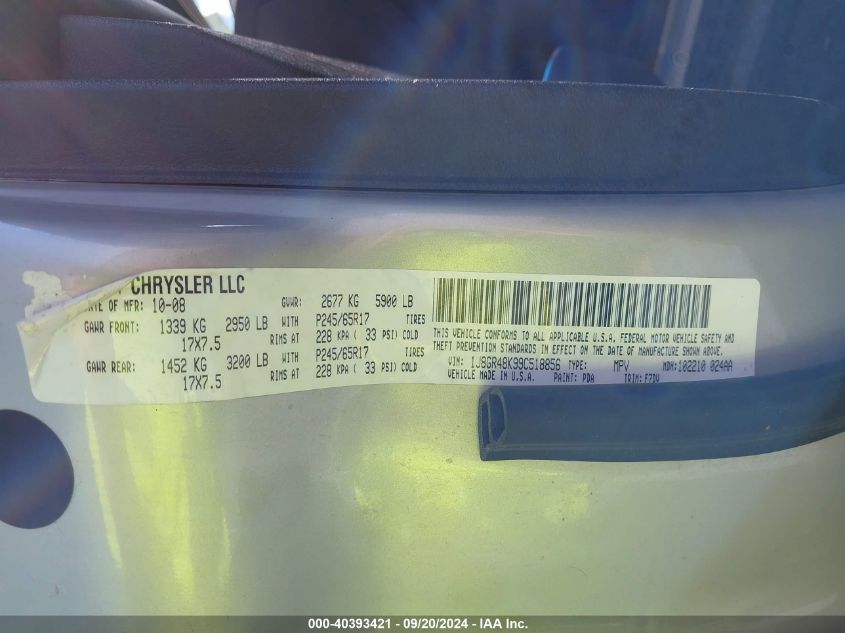 CHRYSLER LLC
TE OF MFR: 10-08 GVWR: 2677 KG 5900 LB
GAWR FRONT: 1339 KG 2950 LB WITH P245/65R17 TIRES
17X7.5 RIMS AT 228 KPA ( 33 PSI) COLD
GAWR REAR: 1452 KG 3200 LB WITH P245/65R17 TIRES
17X7.5 RIMS AT 228 KPA ( 33 PSI) COLD
THIS VEHICLE CONFORMS TO ALL APPLICABLE U.S.A. FEDERAL MOTOR VEHICLE SAFETY AND
THEFT PREVENTION STANDARDS IN EFFECT ON THE DATE OF MANUFACTURE SHOWN ABOVE.
VIN: 1J8GR48K99C518856 TYPE: MPV MDH: 102210 024AA
VEHICLE MADE IN U.S.A. PAINT: PDA TRIM: F7DV
000-40393421 - 09/20/2024 - IAA Inc.